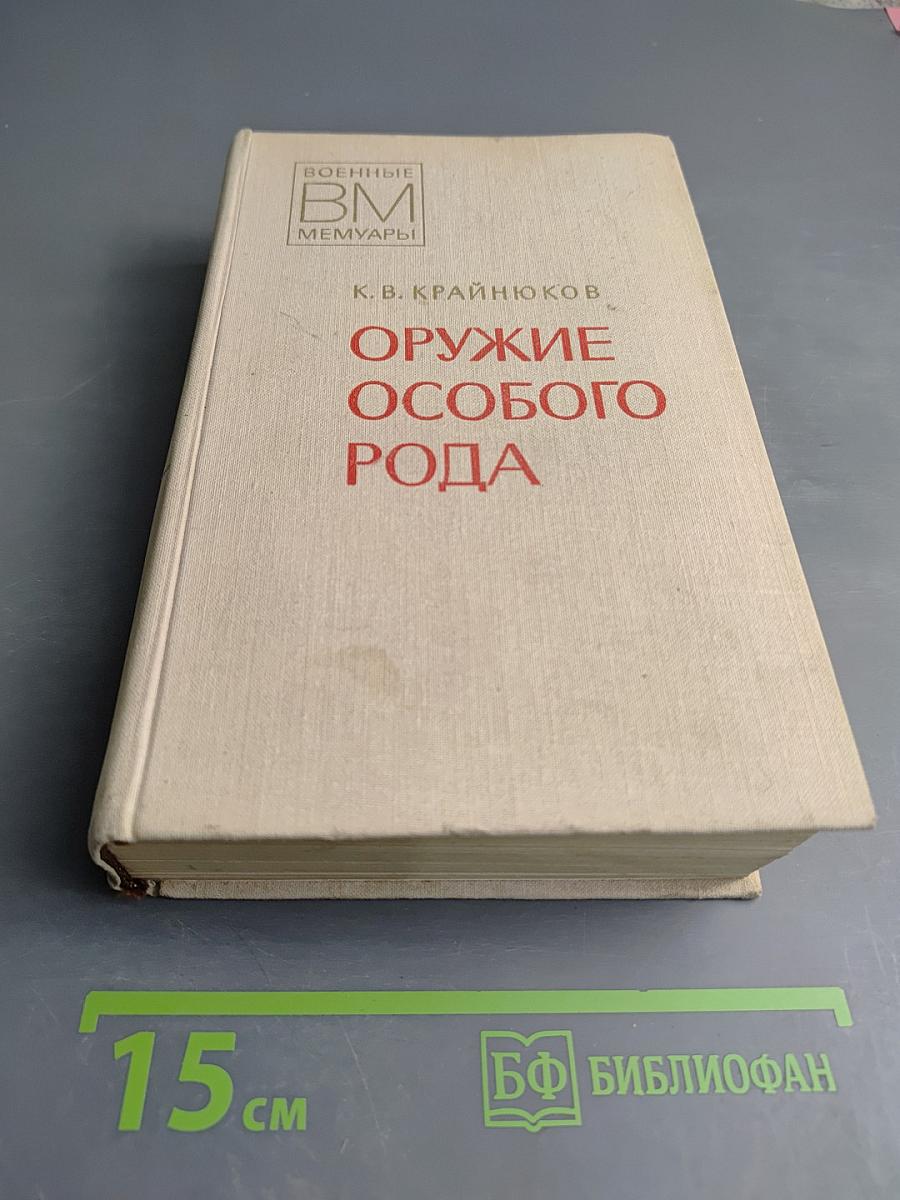 ВОЕННЫЕ
ВМ
МЕМУАРЫ
К. В. КРАЙНЮКОВ
ОРУЖИЕ
ОСОБОГО
РОДА
15 см
БФ БИБЛИОФАН